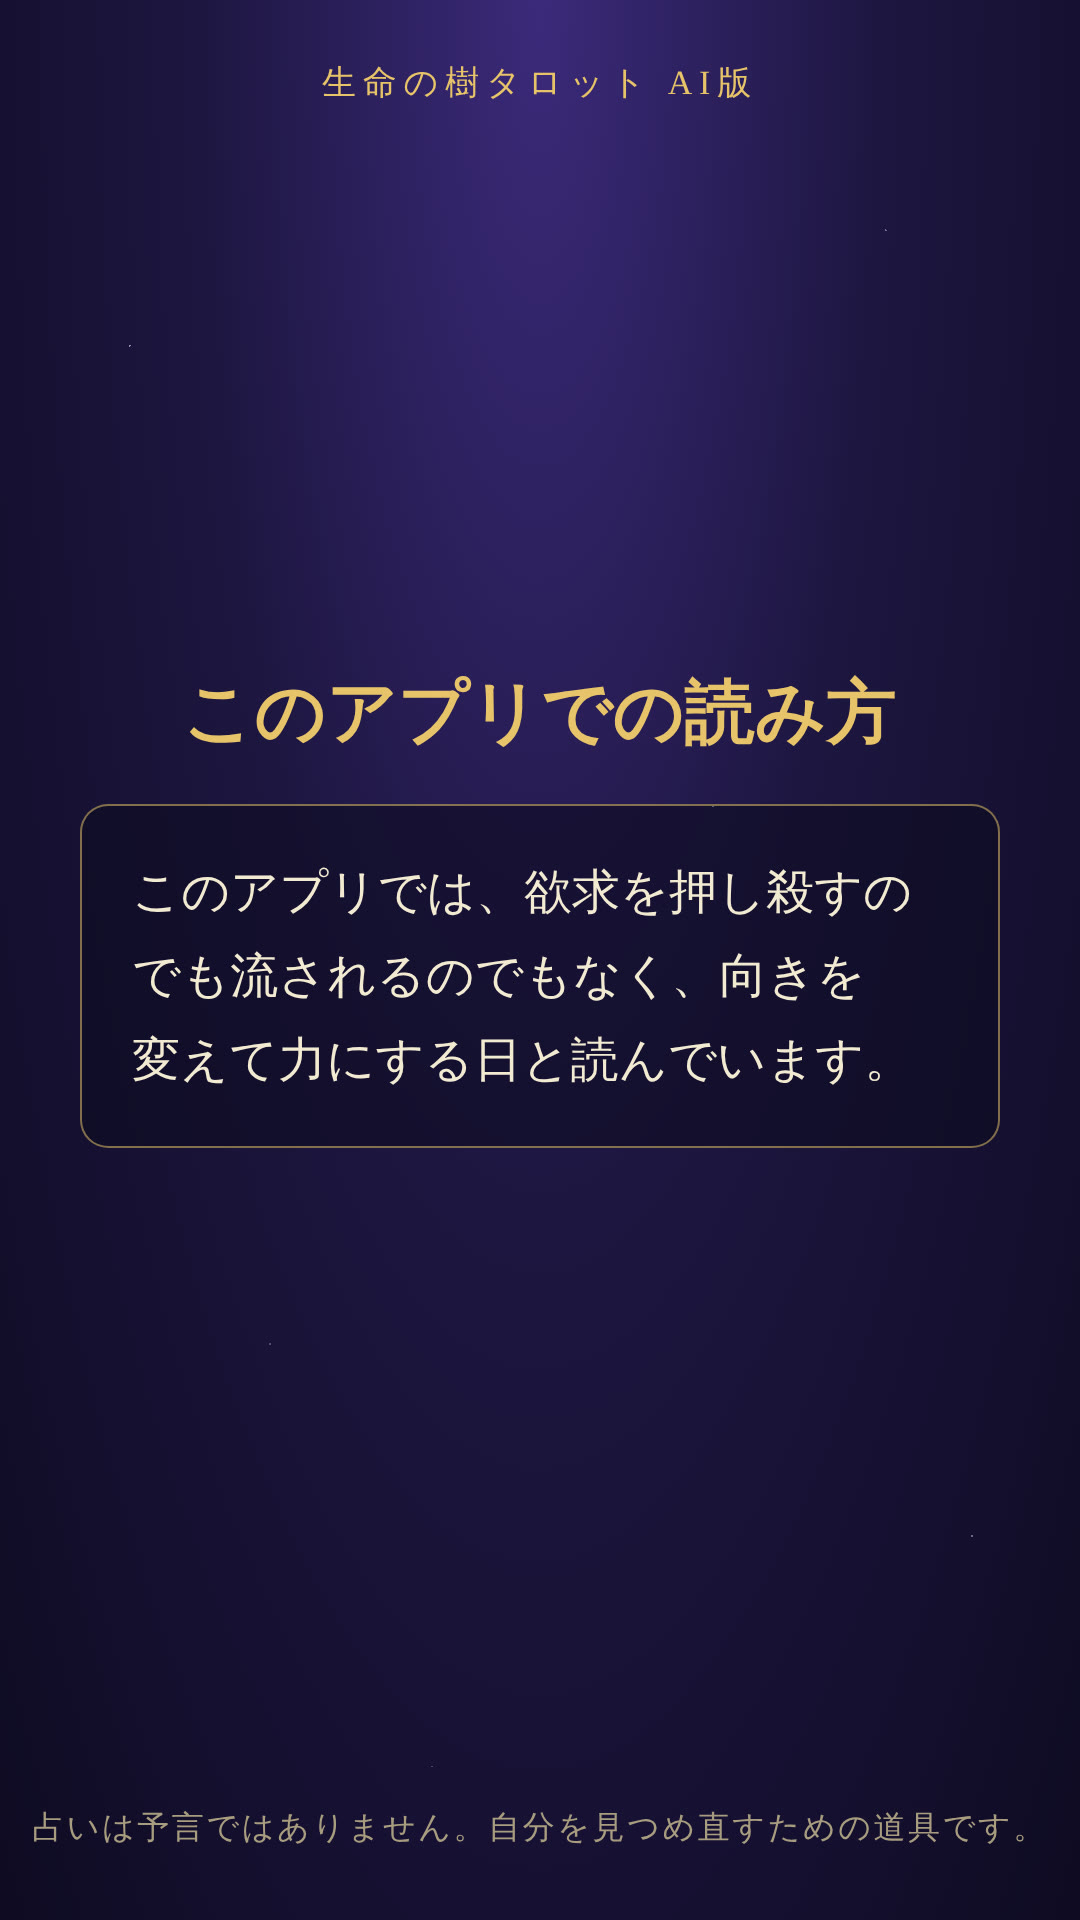 生命の樹タロット AI版
このアプリでの読み方
このアプリでは、欲求を押し殺すの
でも流されるのでもなく、向きを
変えて力にする日と読んでいます。
占いは予言ではありません。自分を見つめ直すための道具です。